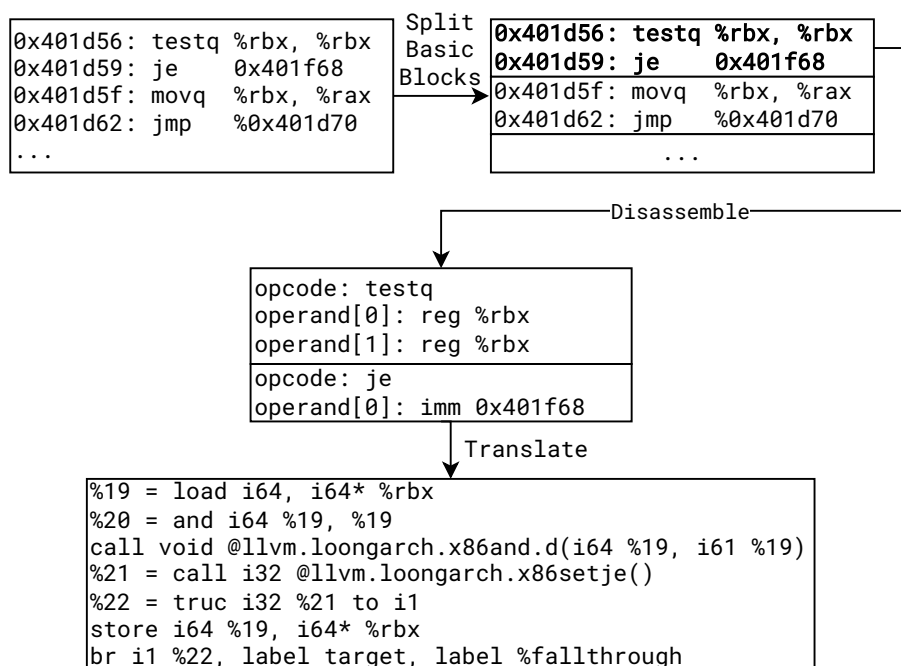 0x401d56: testq %rbx, %rbx
0x401d59: je 0x401f68
0x401d5f: movq %rbx, %rax
0x401d62: jmp %0x401d70
...
Split
Basic
Blocks
0x401d56: testq %rbx, %rbx
0x401d59: je 0x401f68
0x401d5f: movq %rbx, %rax
0x401d62: jmp %0x401d70
...
Disassemble
opcode: testq
operand[0]: reg %rbx
operand[1]: reg %rbx
opcode: je
operand[0]: imm 0x401f68
Translate
%19 = load i64, i64* %rbx
%20 = and i64 %19, %19
call void @llvm.loongarch.x86and.d(i64 %19, i61 %19)
%21 = call i32 @llvm.loongarch.x86setje()
%22 = truc i32 %21 to i1
store i64 %19, i64* %rbx
br i1 %22, label target, label %fallthrough